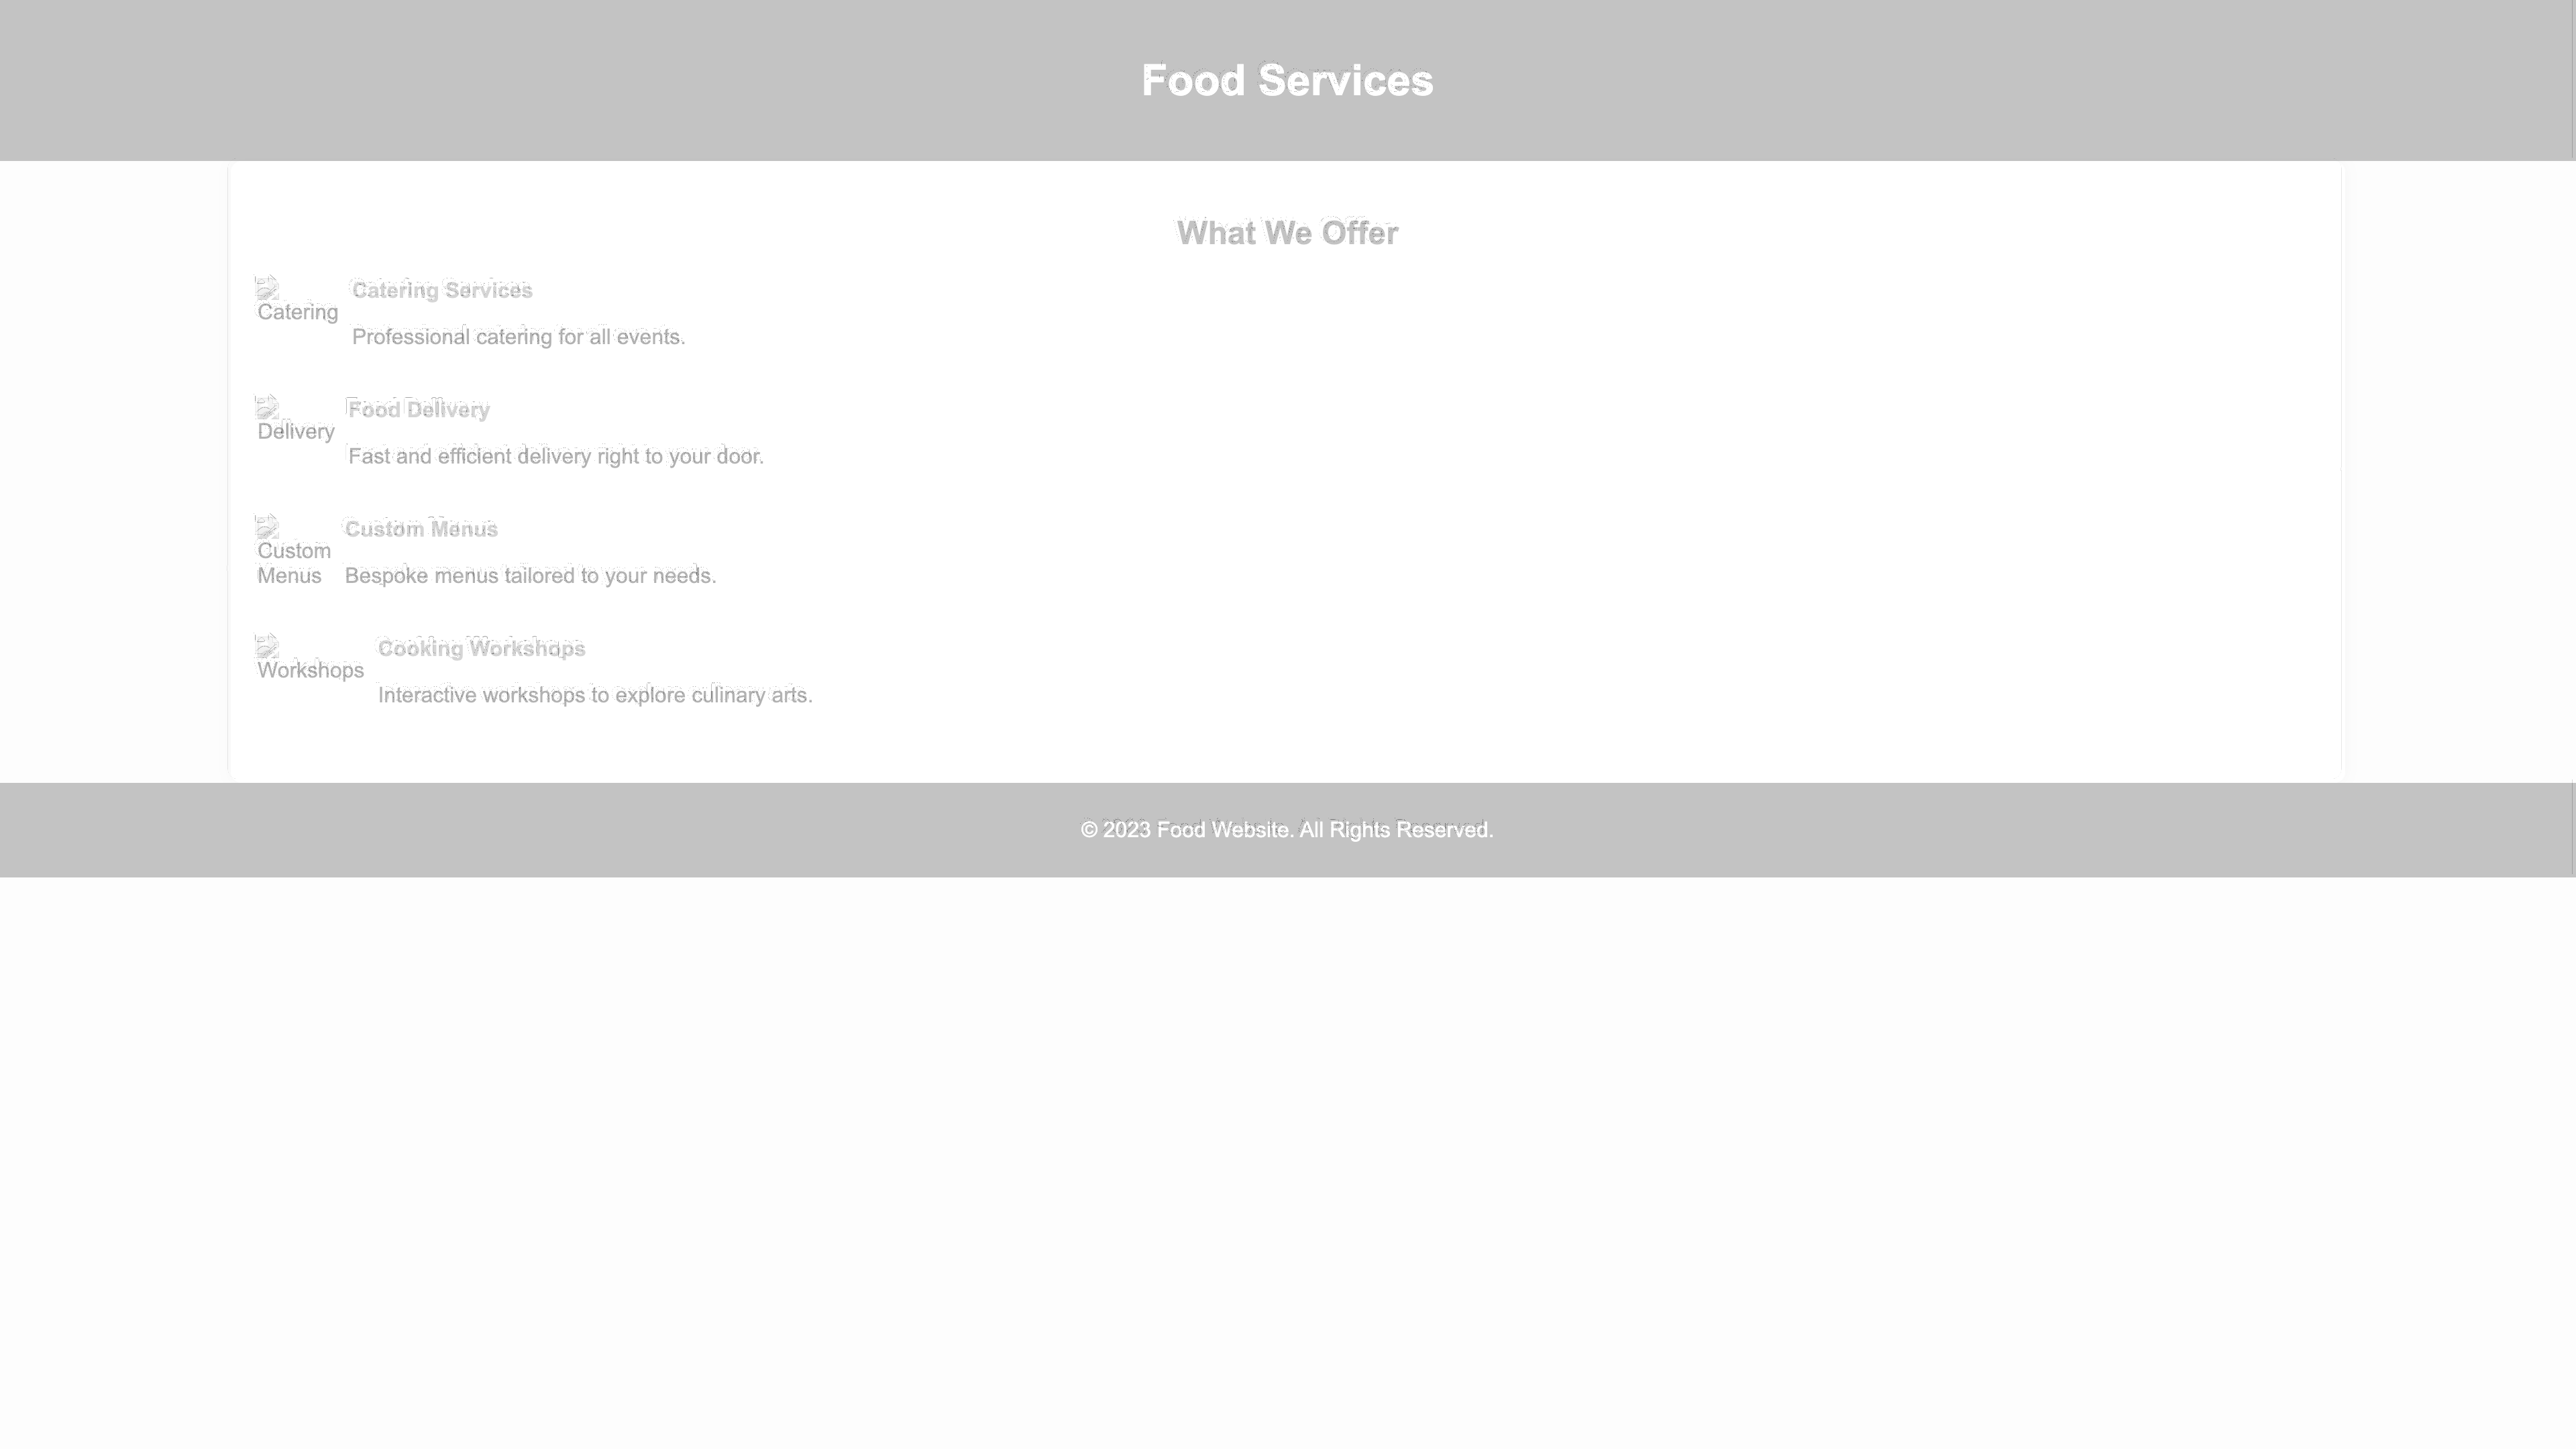 Food Services
What We Offer
Catering
Catering Services
Professional catering for all events.
Delivery
Food Delivery
Fast and efficient delivery right to your door.
Custom
Menus
Custom Menus
Bespoke menus tailored to your needs.
Workshops
Cooking Workshops
Interactive workshops to explore culinary arts.
© 2023 Food Website. All Rights Reserved.